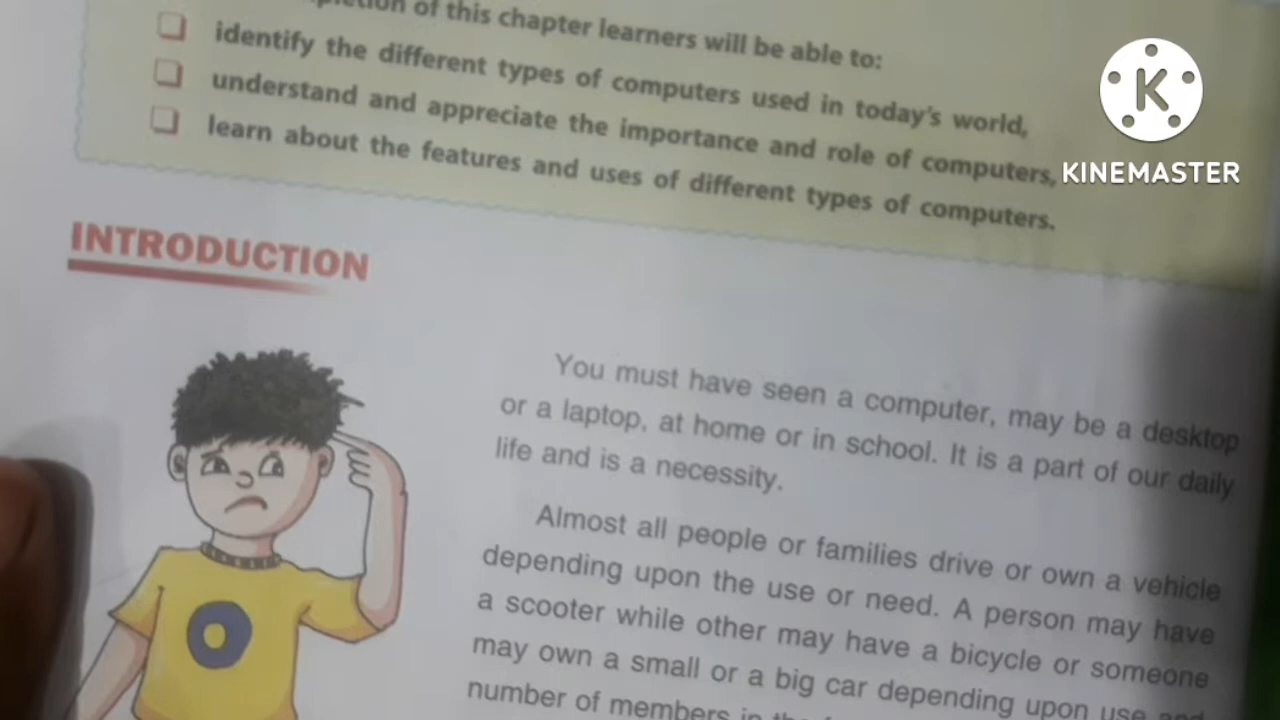 of this chapter learners will be able to:
identify the different types of computers used in today's world,
understand and appreciate the importance and role of computers,
learn about the features and uses of different types of computers.
K
KINEMASTER
INTRODUCTION
You must have seen a computer, may be a desktop
or a laptop, at home or in school. It is a part of our daily
life and is a necessity.
Almost all people or families drive or own a vehicle
depending upon the use or need. A person may have
a scooter while other may have a bicycle or someone
may own a small or a big car depending upon use and
number of members in